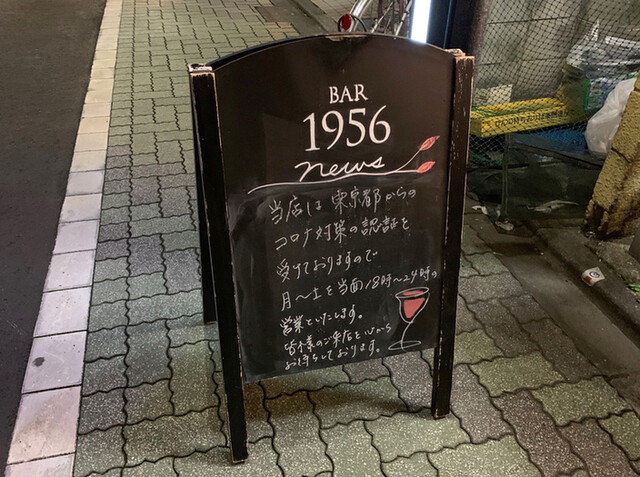 BAR
1956
news
当店は東京都からの
コロナ対策の認証を
受けておりますので
月〜土を当面18時〜24時の
営業といたします。
皆様のご来店を心から
お待ちしております。